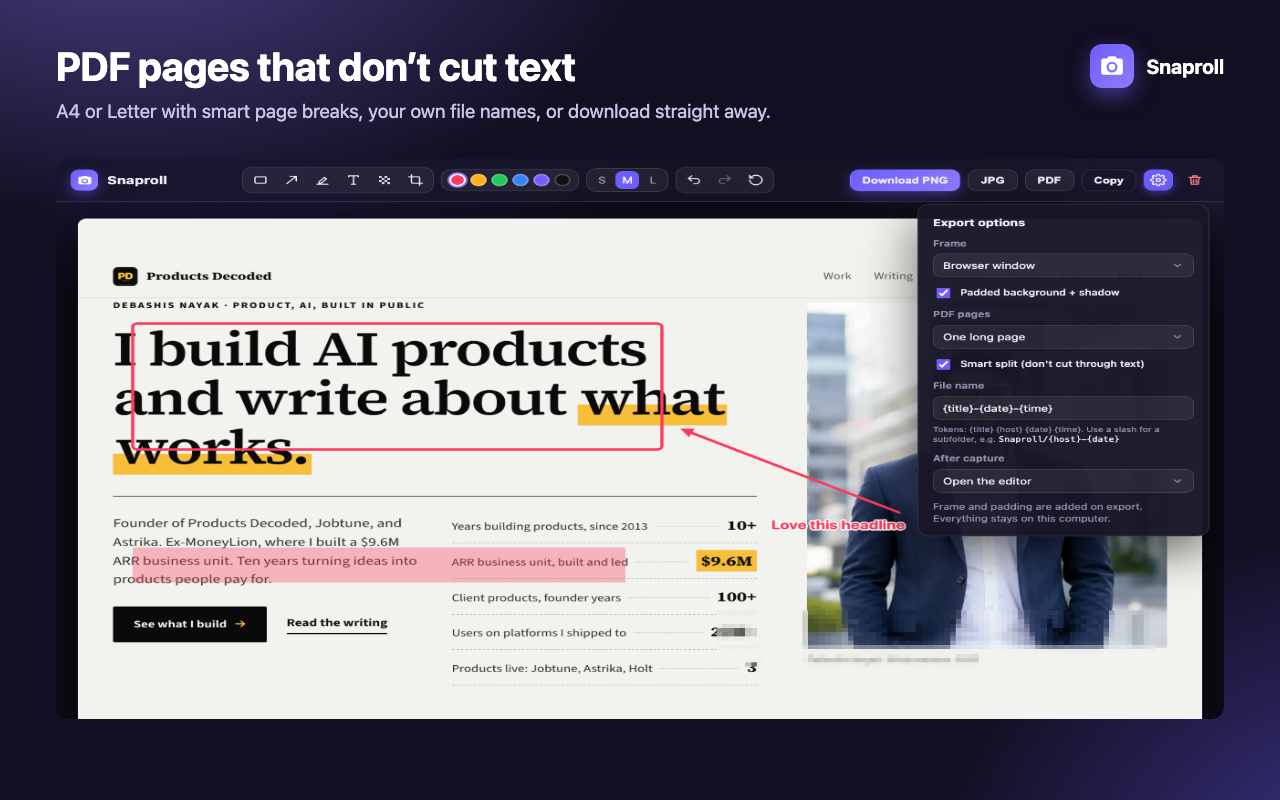 PDF pages that don’t cut text
A4 or Letter with smart page breaks, your own file names, or download straight away.
Snaproll
Snaproll
T
S M L
Download PNG JPG PDF Copy
PD Products Decoded
Work Writing
DEBASHIS NAYAK · PRODUCT, AI, BUILT IN PUBLIC
I build AI products
and write about what
works.
Founder of Products Decoded, Jobtune, and
Astrika. Ex-MoneyLion, where I built a $9.6M
ARR business unit. Ten years turning ideas into
products people pay for.
See what I build →
Read the writing
Years building products, since 2013 10+
ARR business unit, built and led $9.6M
Client products, founder years 100+
Users on platforms I shipped to 2
Products live: Jobtune, Astrika, Holt 3
Love this headline
Export options
Frame
Browser window
Padded background + shadow
PDF pages
One long page
Smart split (don't cut through text)
File name
{title}-{date}-{time}
Tokens: {title} {host} {date} {time}. Use a slash for a
subfolder, e.g. Snaproll/{host}-{date}
After capture
Open the editor
Frame and padding are added on export.
Everything stays on this computer.